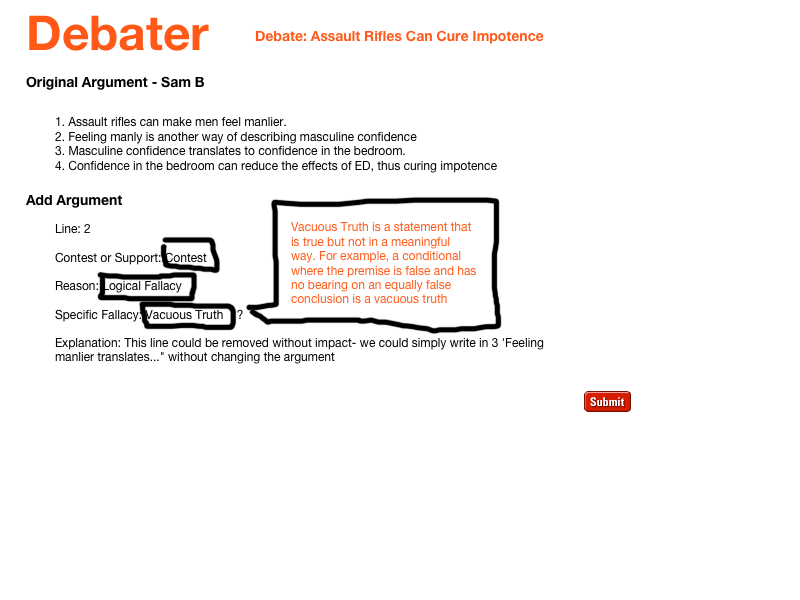 Debater
Debate: Assault Rifles Can Cure Impotence
Original Argument - Sam B
1. Assault rifles can make men feel manlier.
2. Feeling manly is another way of describing masculine confidence
3. Masculine confidence translates to confidence in the bedroom.
4. Confidence in the bedroom can reduce the effects of ED, thus curing impotence
Add Argument
Line: 2
Contest or Support: Contest
Reason: Logical Fallacy
Specific Fallacy: Vacuous Truth ?
Vacuous Truth is a statement that
is true but not in a meaningful
way. For example, a conditional
where the premise is false and has
no bearing on an equally false
conclusion is a vacuous truth
Explanation: This line could be removed without impact- we could simply write in 3 'Feeling
manlier translates..." without changing the argument
Submit